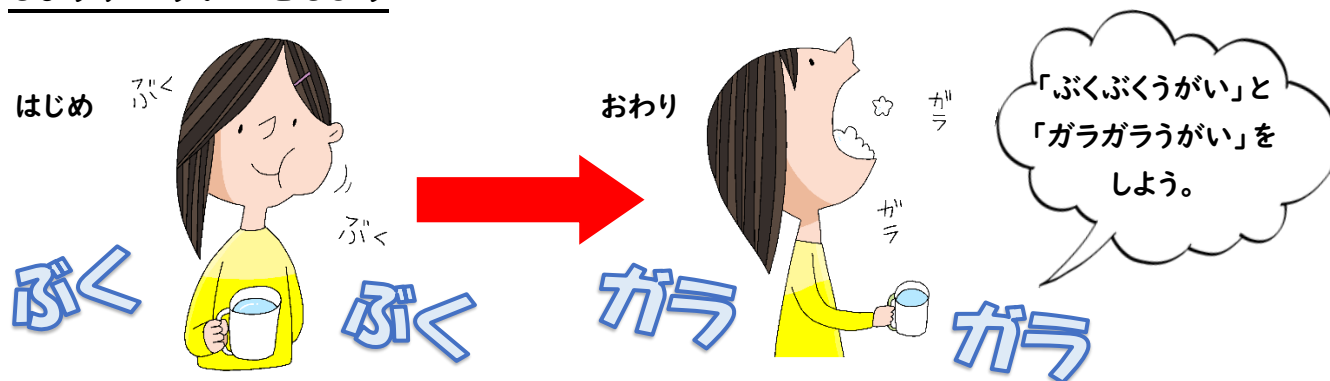 はじめ
ぶく
ぶく
ぶく
ぶく
おわり
ガラ
ガラ
ガラ
ガラ
「ぶくぶくうがい」と
「ガラガラうがい」を
しよう。